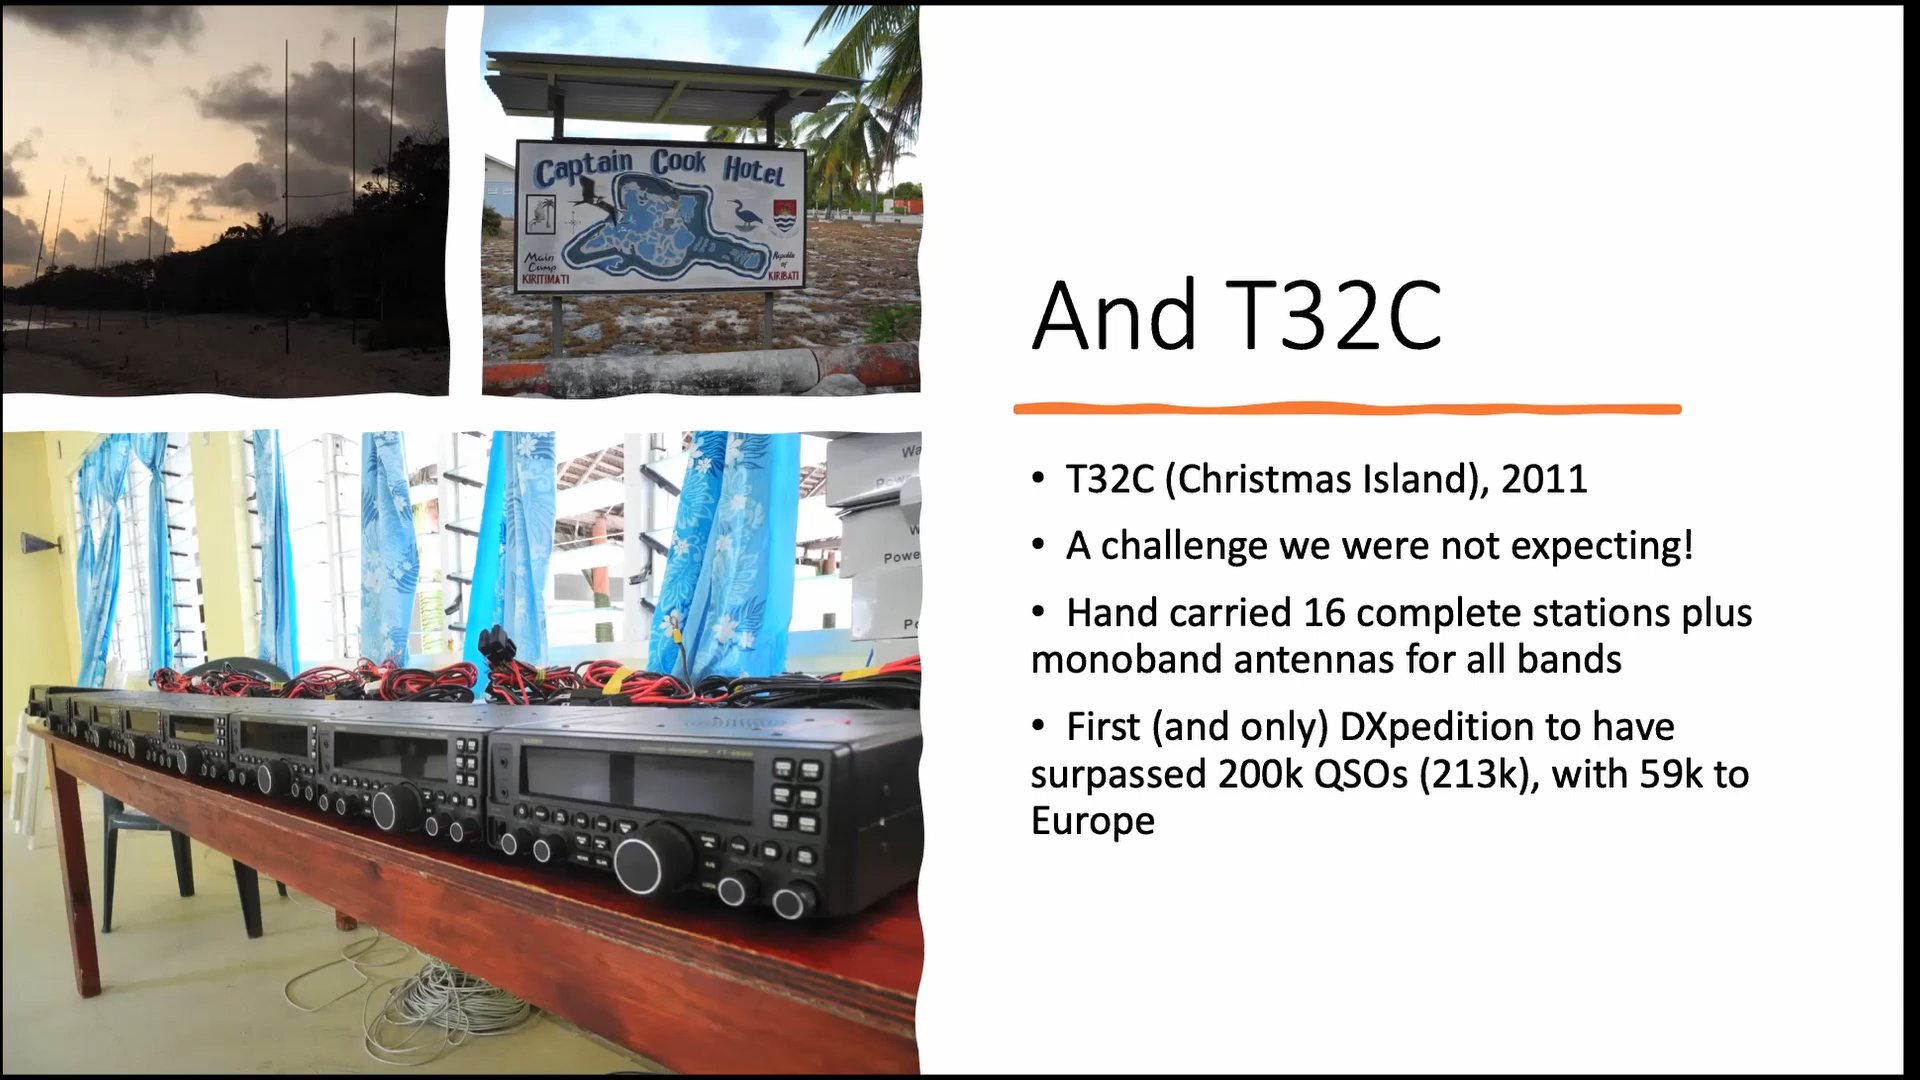 Captain Cook Hotel
Main
Camp
KIRITIMATI
Republic
of
KIRIBATI
And T32C
• T32C (Christmas Island), 2011
• A challenge we were not expecting!
• Hand carried 16 complete stations plus
monoband antennas for all bands
• First (and only) DXpedition to have
surpassed 200k QSOs (213k), with 59k to
Europe